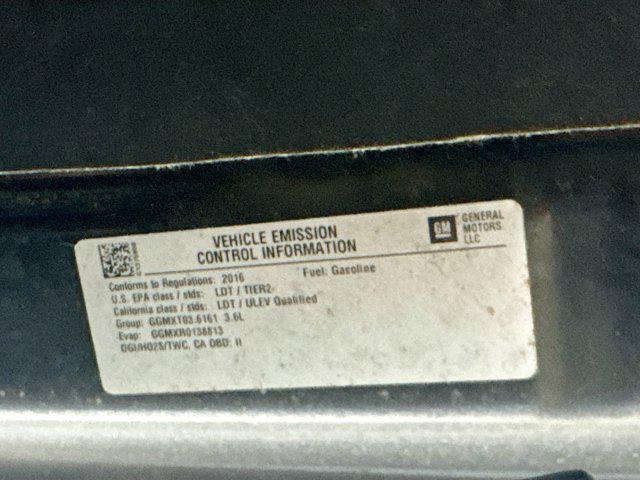 VEHICLE EMISSION
CONTROL INFORMATION
GM
GENERAL
MOTORS
LLC
Conforms to Regulations: 2016 Fuel: Gasoline
U.S. EPA class / stds: LDT / TIER2
California class / stds: LDT / ULEV Qualified
Group: GGMXT03.6161 3.6L
Evap: GGMXR0138813
DGI/HO2S/TWC, CA OBD: II